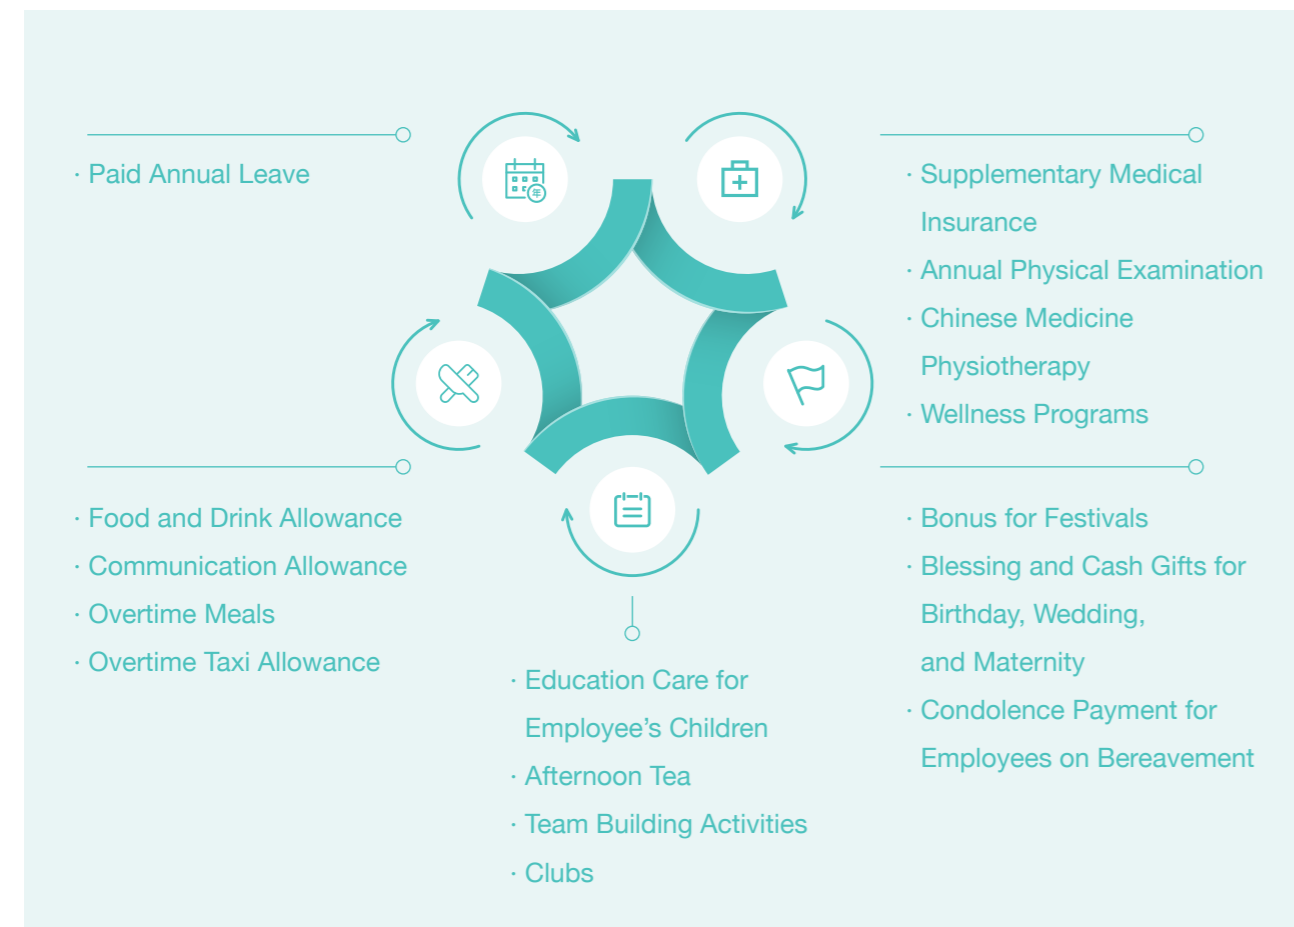 · Paid Annual Leave
年
· Supplementary Medical
Insurance
· Annual Physical Examination
· Chinese Medicine
Physiotherapy
· Wellness Programs
· Food and Drink Allowance
· Communication Allowance
· Overtime Meals
· Overtime Taxi Allowance
· Education Care for
Employee’s Children
· Afternoon Tea
· Team Building Activities
· Clubs
· Bonus for Festivals
· Blessing and Cash Gifts for
Birthday, Wedding,
and Maternity
· Condolence Payment for
Employees on Bereavement